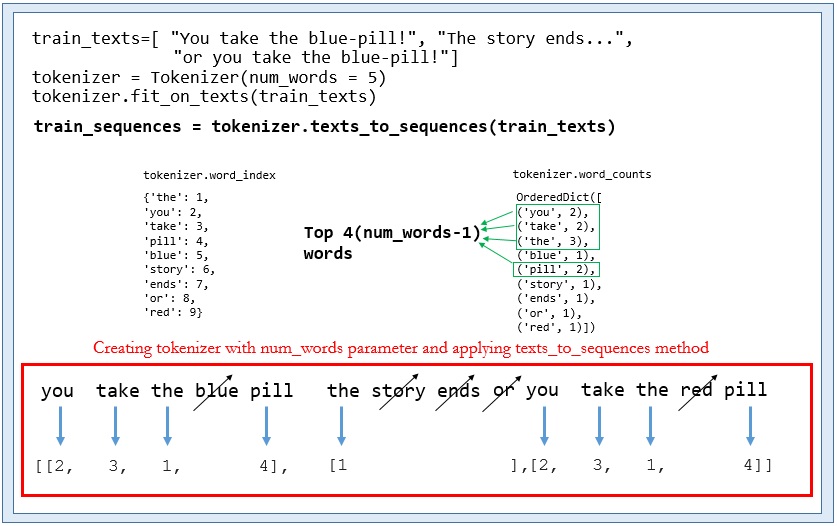 train_texts=[ "You take the blue-pill!", "The story ends...",
"or you take the blue-pill!"]
tokenizer = Tokenizer(num_words = 5)
tokenizer.fit_on_texts(train_texts)
train_sequences = tokenizer.texts_to_sequences(train_texts)
tokenizer.word_index
{'the': 1,
'you': 2,
'take': 3,
'pill': 4,
'blue': 5,
'story': 6,
'ends': 7,
'or': 8,
'red': 9}
Top 4(num_words-1)
words
tokenizer.word_counts
OrderedDict([
('you', 2),
('take', 2),
('the', 3),
('blue', 1),
('pill', 2),
('story', 1),
('ends', 1),
('or', 1),
('red', 1)])
Creating tokenizer with num_words parameter and applying texts_to_sequences method
you take the blue pill the story ends or you take the red pill
[[2, 3, 1, 4], [1 ],[2, 3, 1, 4]]